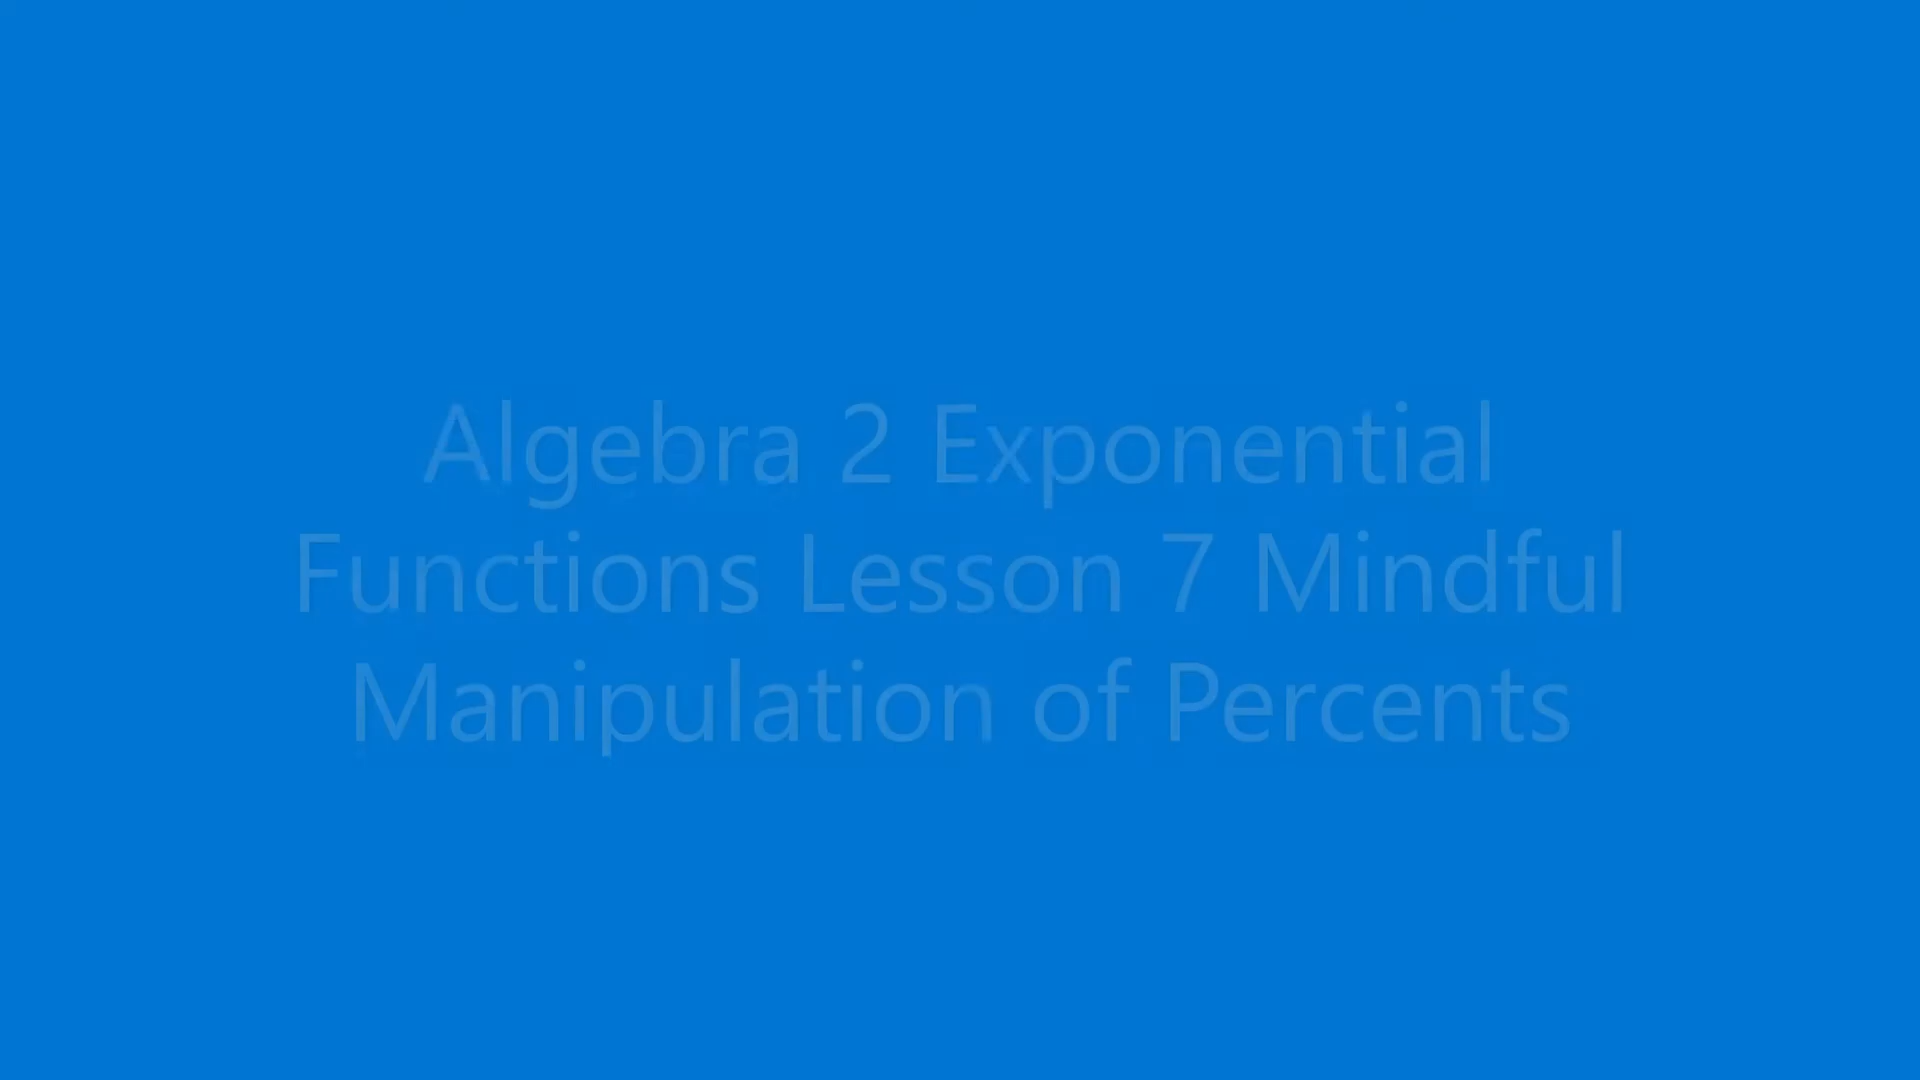 Algebra 2 Exponential
Functions Lesson 7 Mindful
Manipulation of Percents